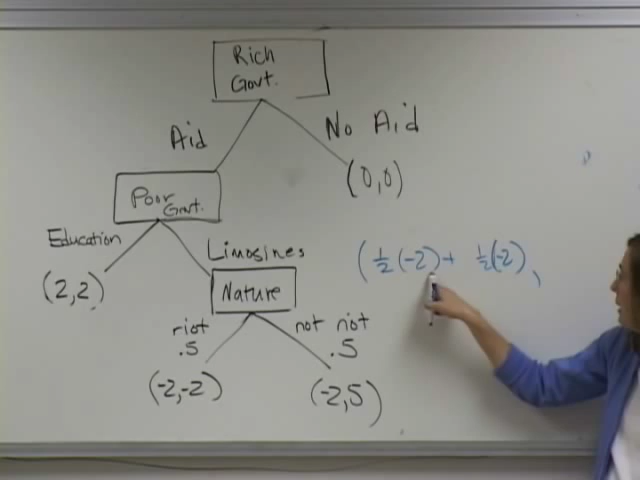 Rich
Govt.
Aid
No Aid
(0,0)
Poor
Govt.
Education
Limosines
(2,2)
(½(-2)+ ½(-2),
Nature
riot
.5
not riot
.5
(-2,-2)
(-2,5)